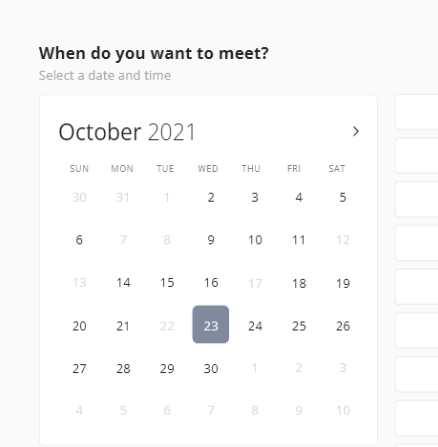 When do you want to meet?
Select a date and time
October 2021
SUN MON TUE WED THU FRI SAT
30 31 1 2 3 4 5
6 7 8 9 10 11 12
13 14 15 16 17 18 19
20 21 22 23 24 25 26
27 28 29 30 1 2 3
4 5 6 7 8 9 10